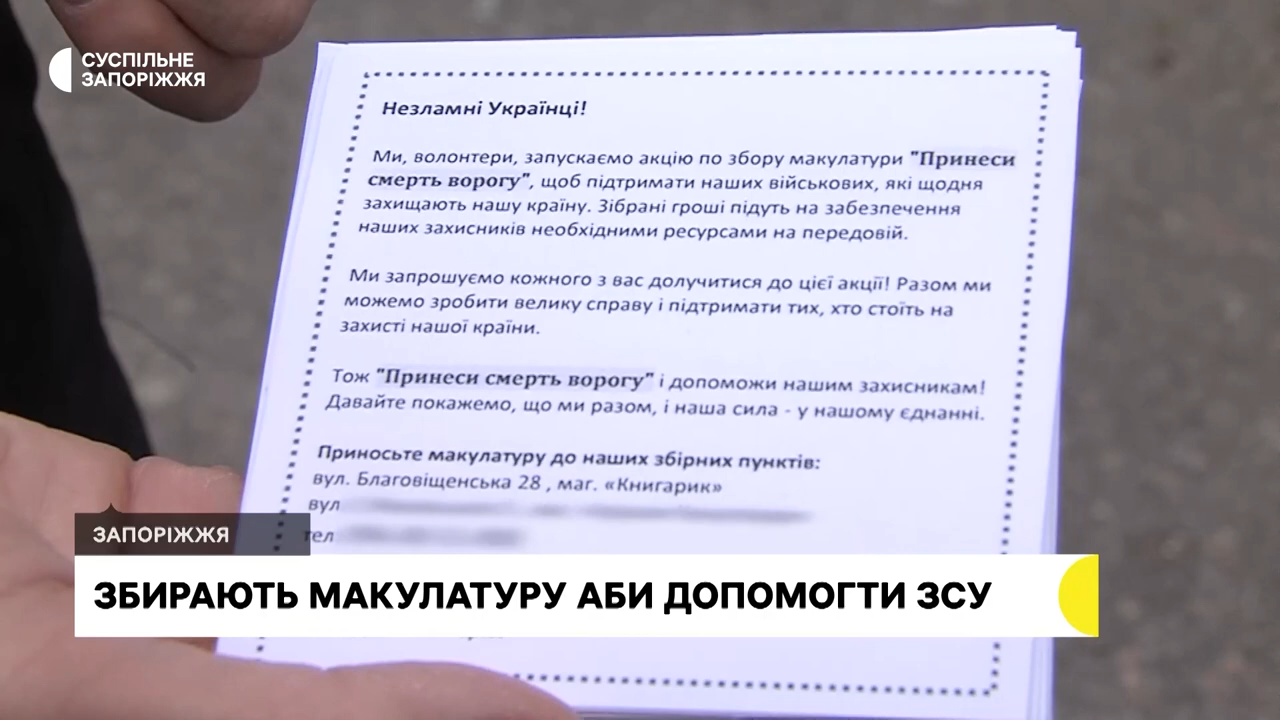 СУСПІЛЬНЕ
ЗАПОРІЖЖЯ
Незламні Українці!
Ми, волонтери, запускаємо акцію по збору макулатури "Принеси
смерть ворогу", щоб підтримати наших військових, які щодня
захищають нашу країну. Зібрані гроші підуть на забезпечення
наших захисників необхідними ресурсами на передовій.
Ми запрошуємо кожного з вас долучитися до цієї акції! Разом ми
можемо зробити велику справу і підтримати тих, хто стоїть на
захисті нашої країни.
Тож "Принеси смерть ворогу" і допоможи нашим захисникам!
Давайте покажемо, що ми разом, і наша сила - у нашому єднанні.
Приносьте макулатуру до наших збірних пунктів:
вул. Благовіщенська 28 , маг. «Книгарик»
вул
тел
ЗАПОРІЖЖЯ
ЗБИРАЮТЬ МАКУЛАТУРУ АБИ ДОПОМОГТИ ЗСУ